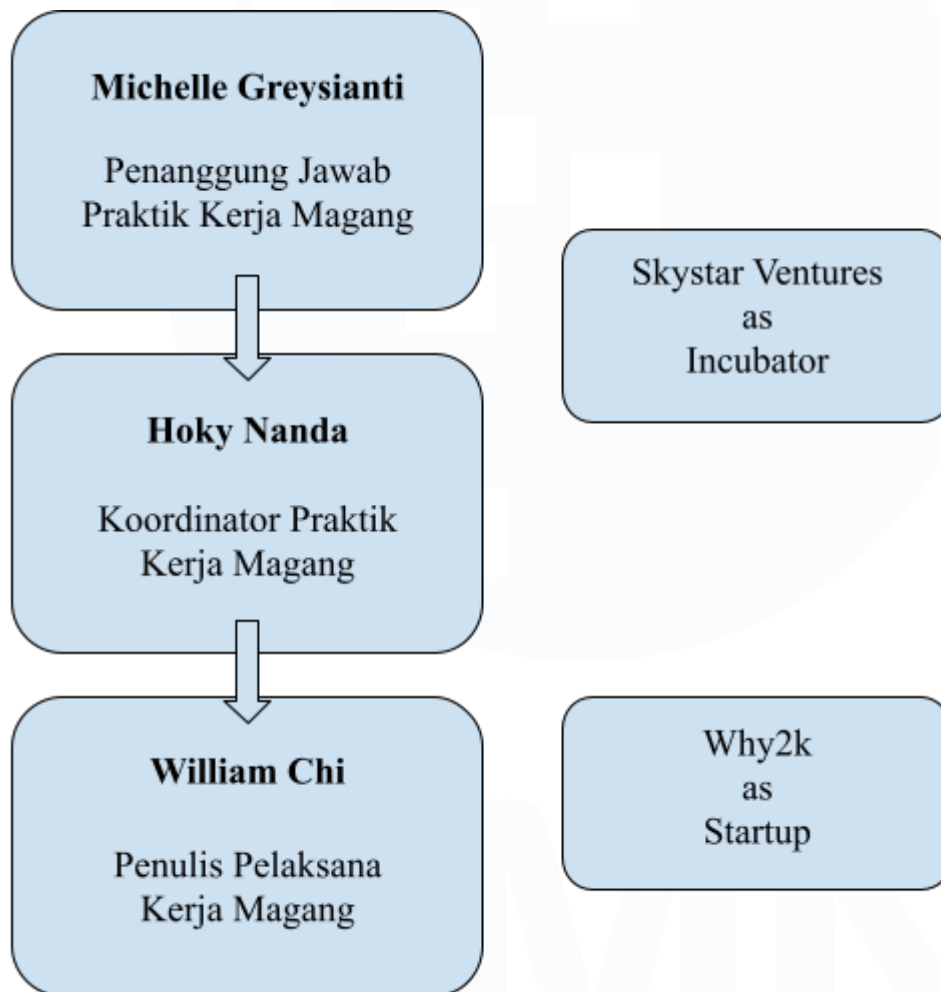 Michelle Greysianti
Penanggung Jawab
Praktik Kerja Magang
Skystar Ventures
as
Incubator
Hoky Nanda
Koordinator Praktik
Kerja Magang
William Chi
Penulis Pelaksana
Kerja Magang
Why2k
as
Startup